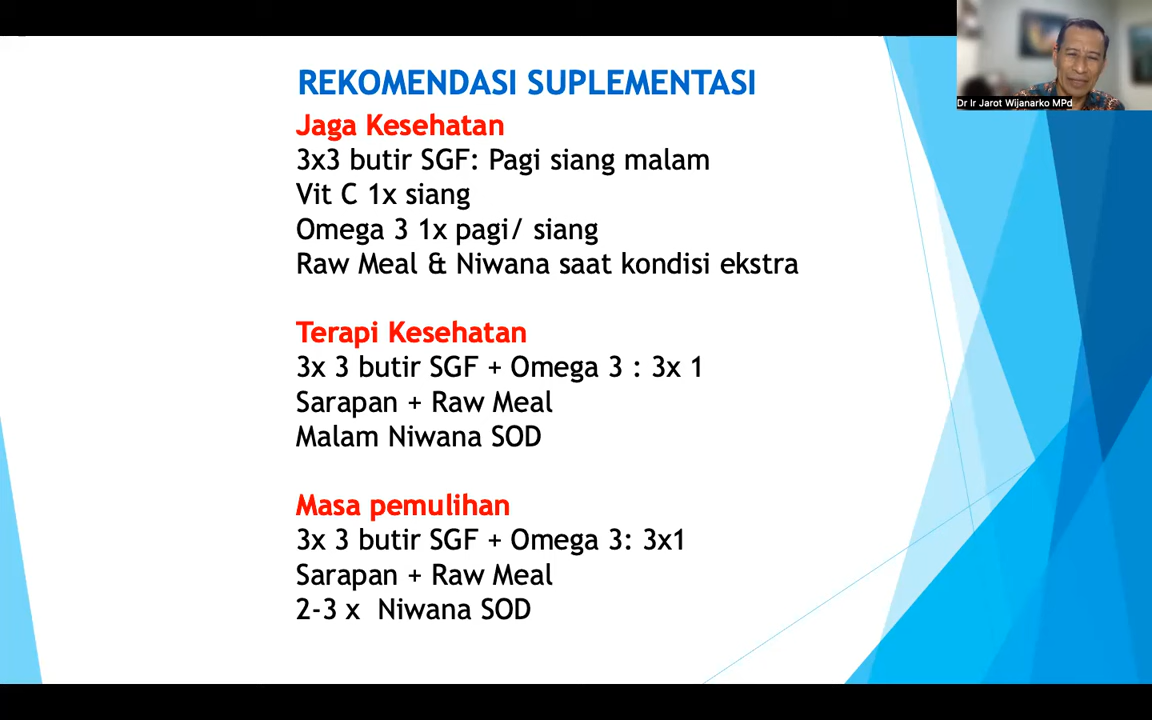 REKOMENDASI SUPLEMENTASI
Jaga Kesehatan
3x3 butir SGF: Pagi siang malam
Vit C 1x siang
Omega 3 1x pagi/ siang
Raw Meal & Niwana saat kondisi ekstra
Terapi Kesehatan
3x 3 butir SGF + Omega 3 : 3x 1
Sarapan + Raw Meal
Malam Niwana SOD
Masa pemulihan
3x 3 butir SGF + Omega 3: 3x1
Sarapan + Raw Meal
2-3 x  Niwana SOD
Dr Ir Jarot Wijanarko MPd